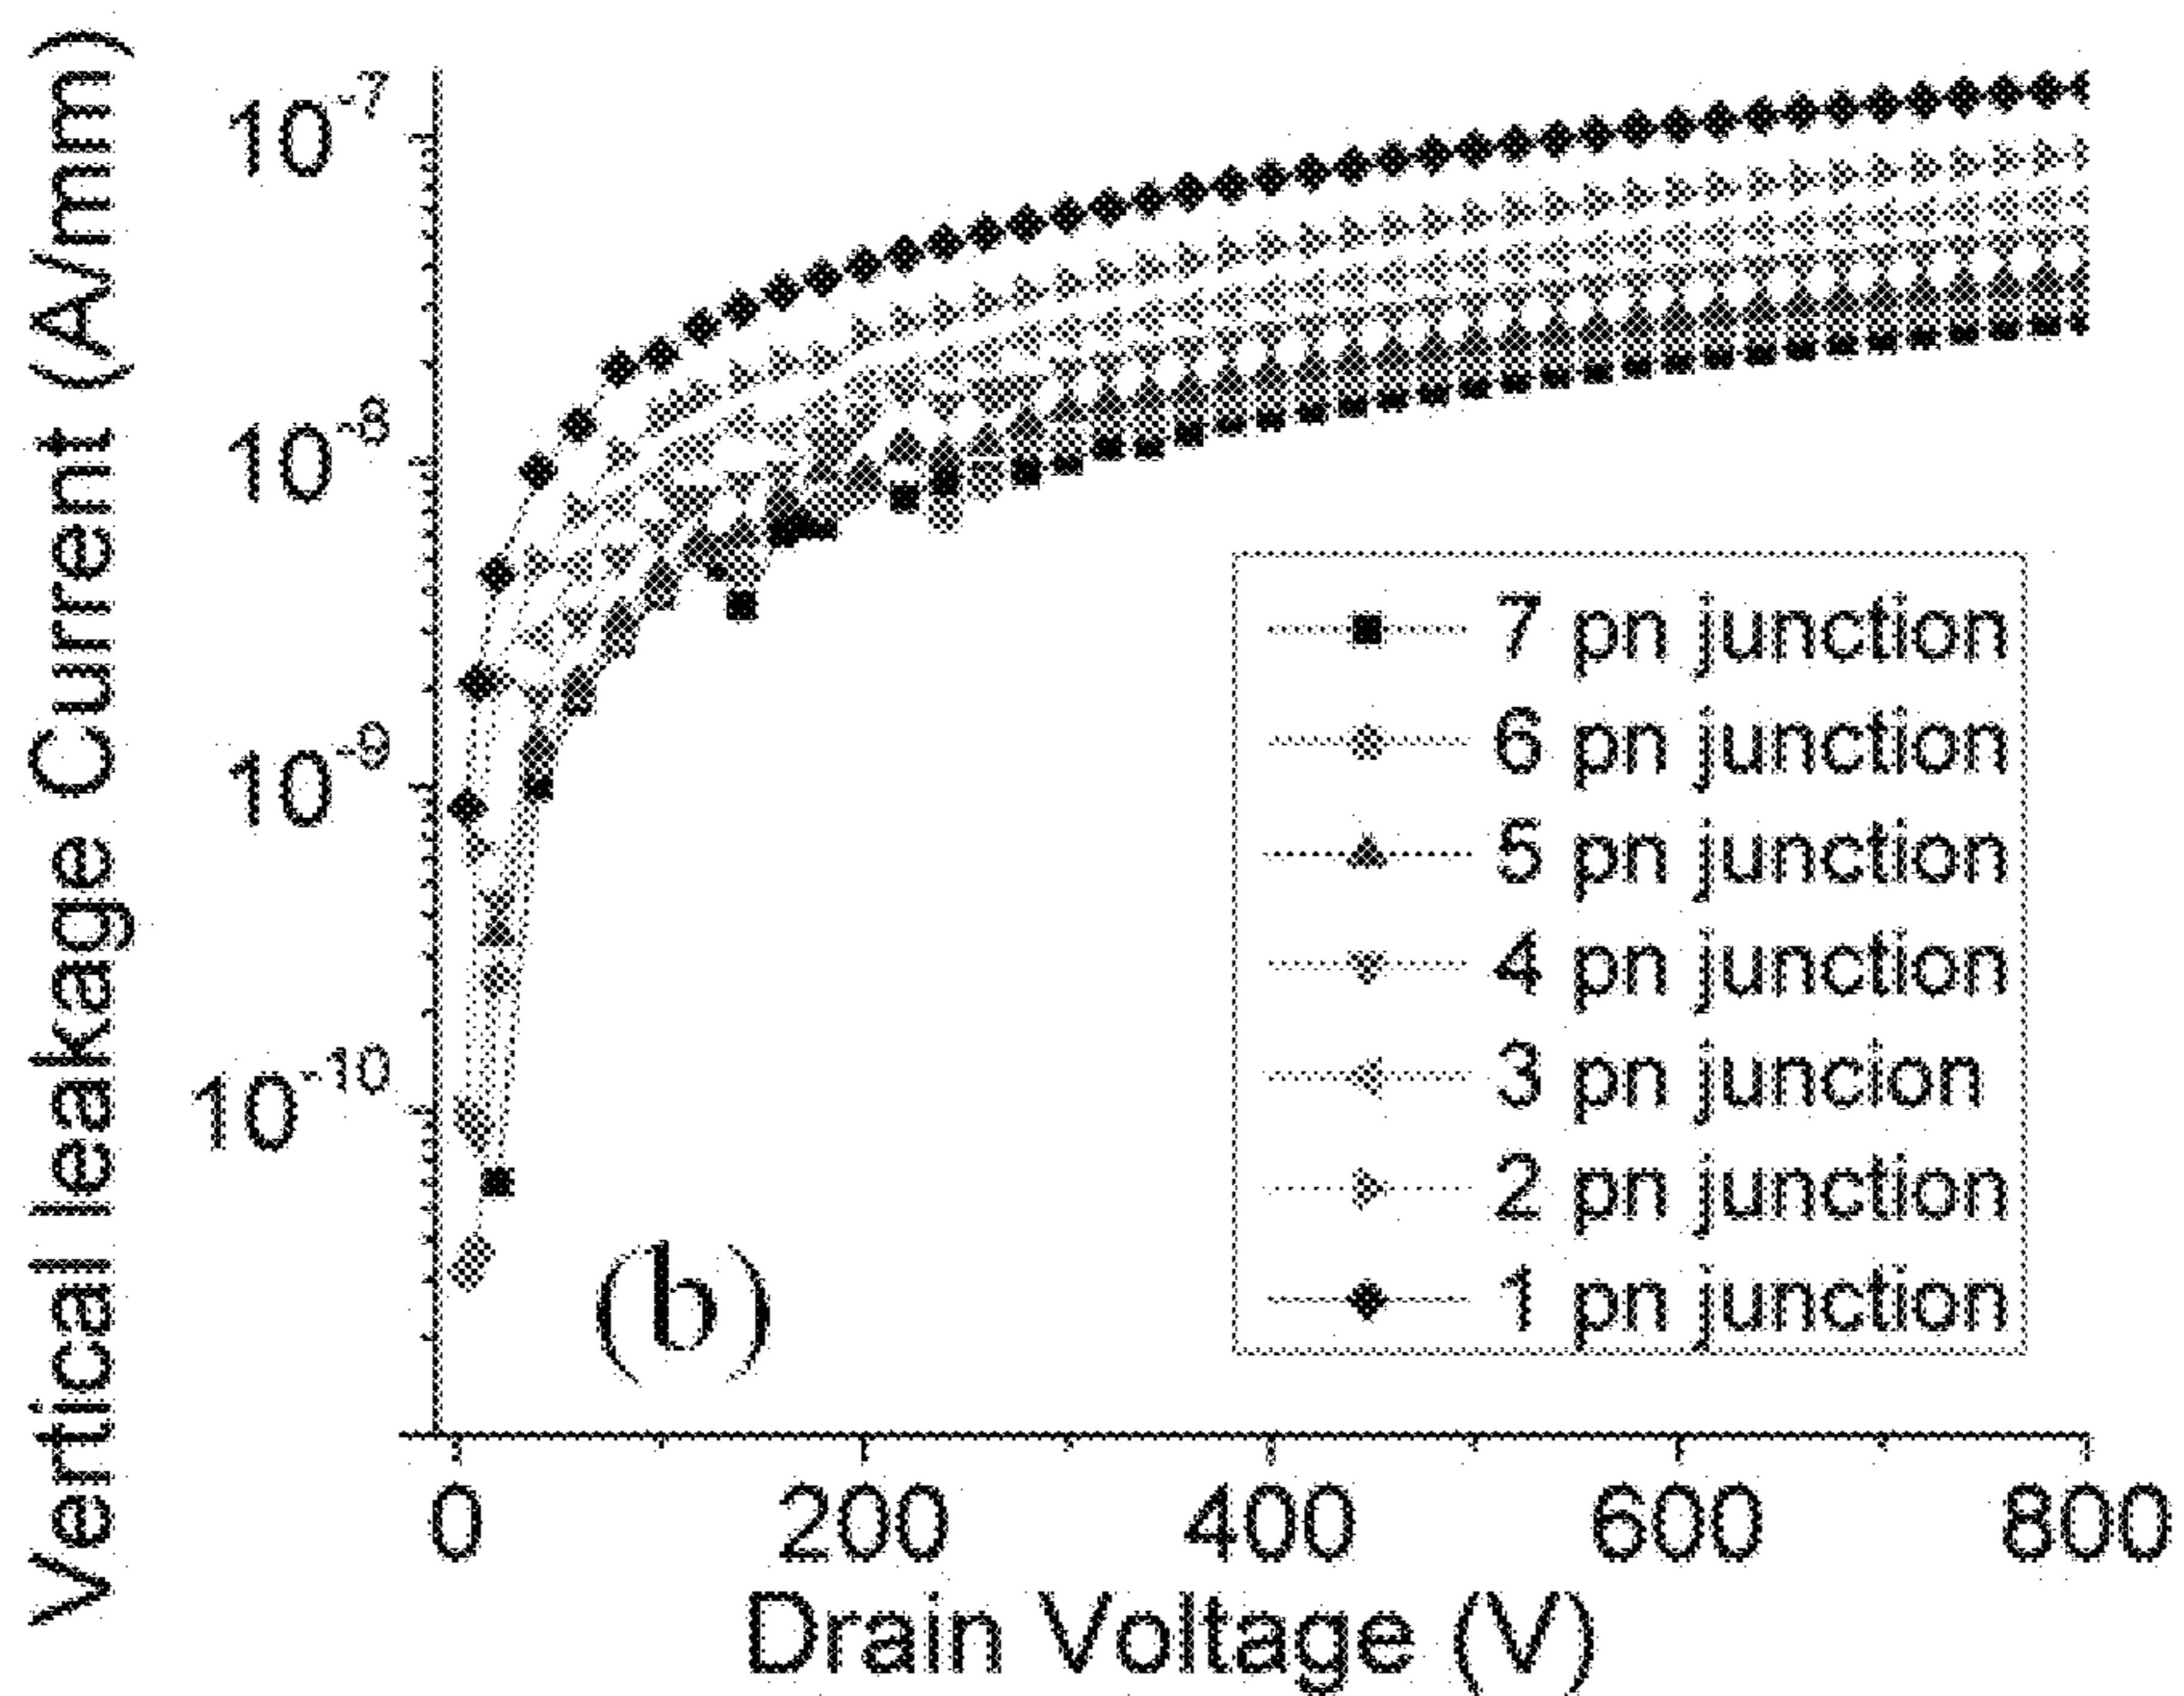 Vertical leakage Current (A/mm)
10^-7
10^-8
10^-9
10^-10
7 pn junction
6 pn junction
5 pn junction
4 pn junction
3 pn juncion
2 pn junction
1 pn junction
(b)
0 200 400 600 800
Drain Voltage (V)